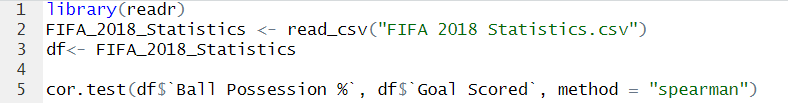 1 library(readr)
2 FIFA_2018_Statistics <- read_csv("FIFA 2018 Statistics.csv")
3 df<- FIFA_2018_Statistics
4
5 cor.test(df$`Ball Possession %`, df$`Goal Scored`, method = "spearman")